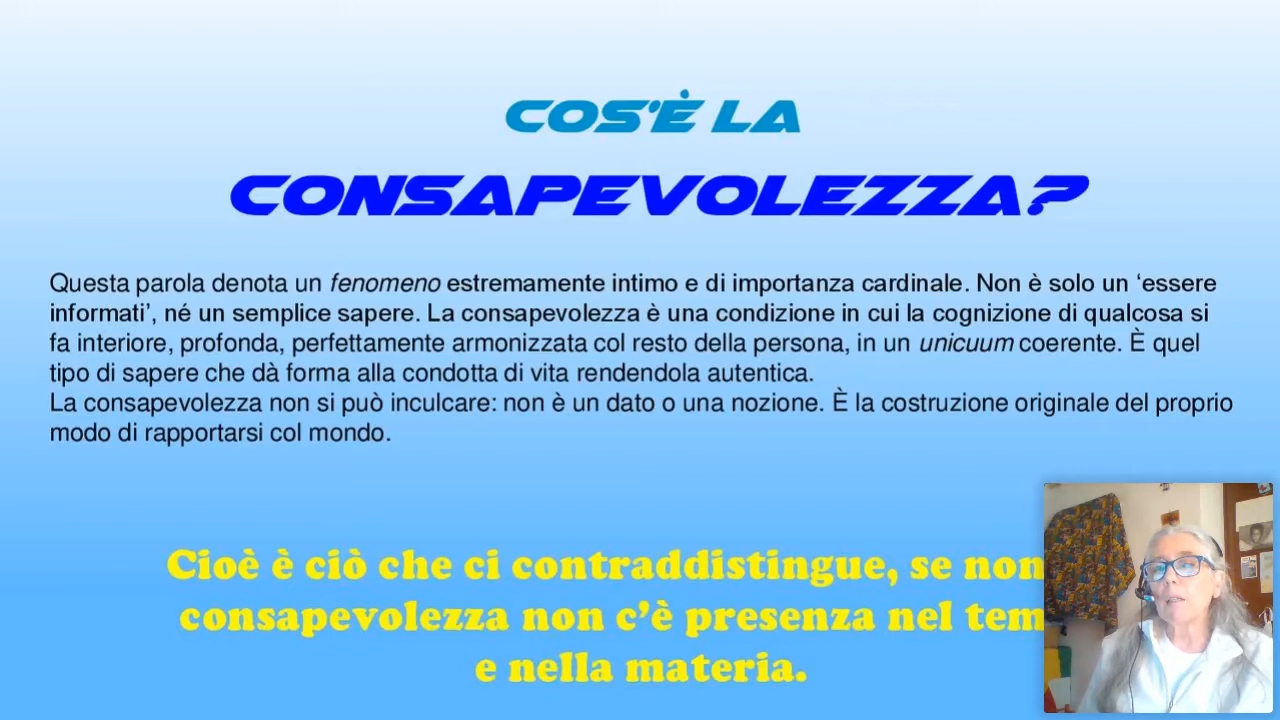 COS'È LA
CONSAPEVOLEZZA?
Questa parola denota un fenomeno estremamente intimo e di importanza cardinale. Non è solo un ‘essere
informati’, né un semplice sapere. La consapevolezza è una condizione in cui la cognizione di qualcosa si
fa interiore, profonda, perfettamente armonizzata col resto della persona, in un unicuum coerente. È quel
tipo di sapere che dà forma alla condotta di vita rendendola autentica.
La consapevolezza non si può inculcare: non è un dato o una nozione. È la costruzione originale del proprio
modo di rapportarsi col mondo.
Cioè è ciò che ci contraddistingue, se non
consapevolezza non c’è presenza nel tem
e nella materia.